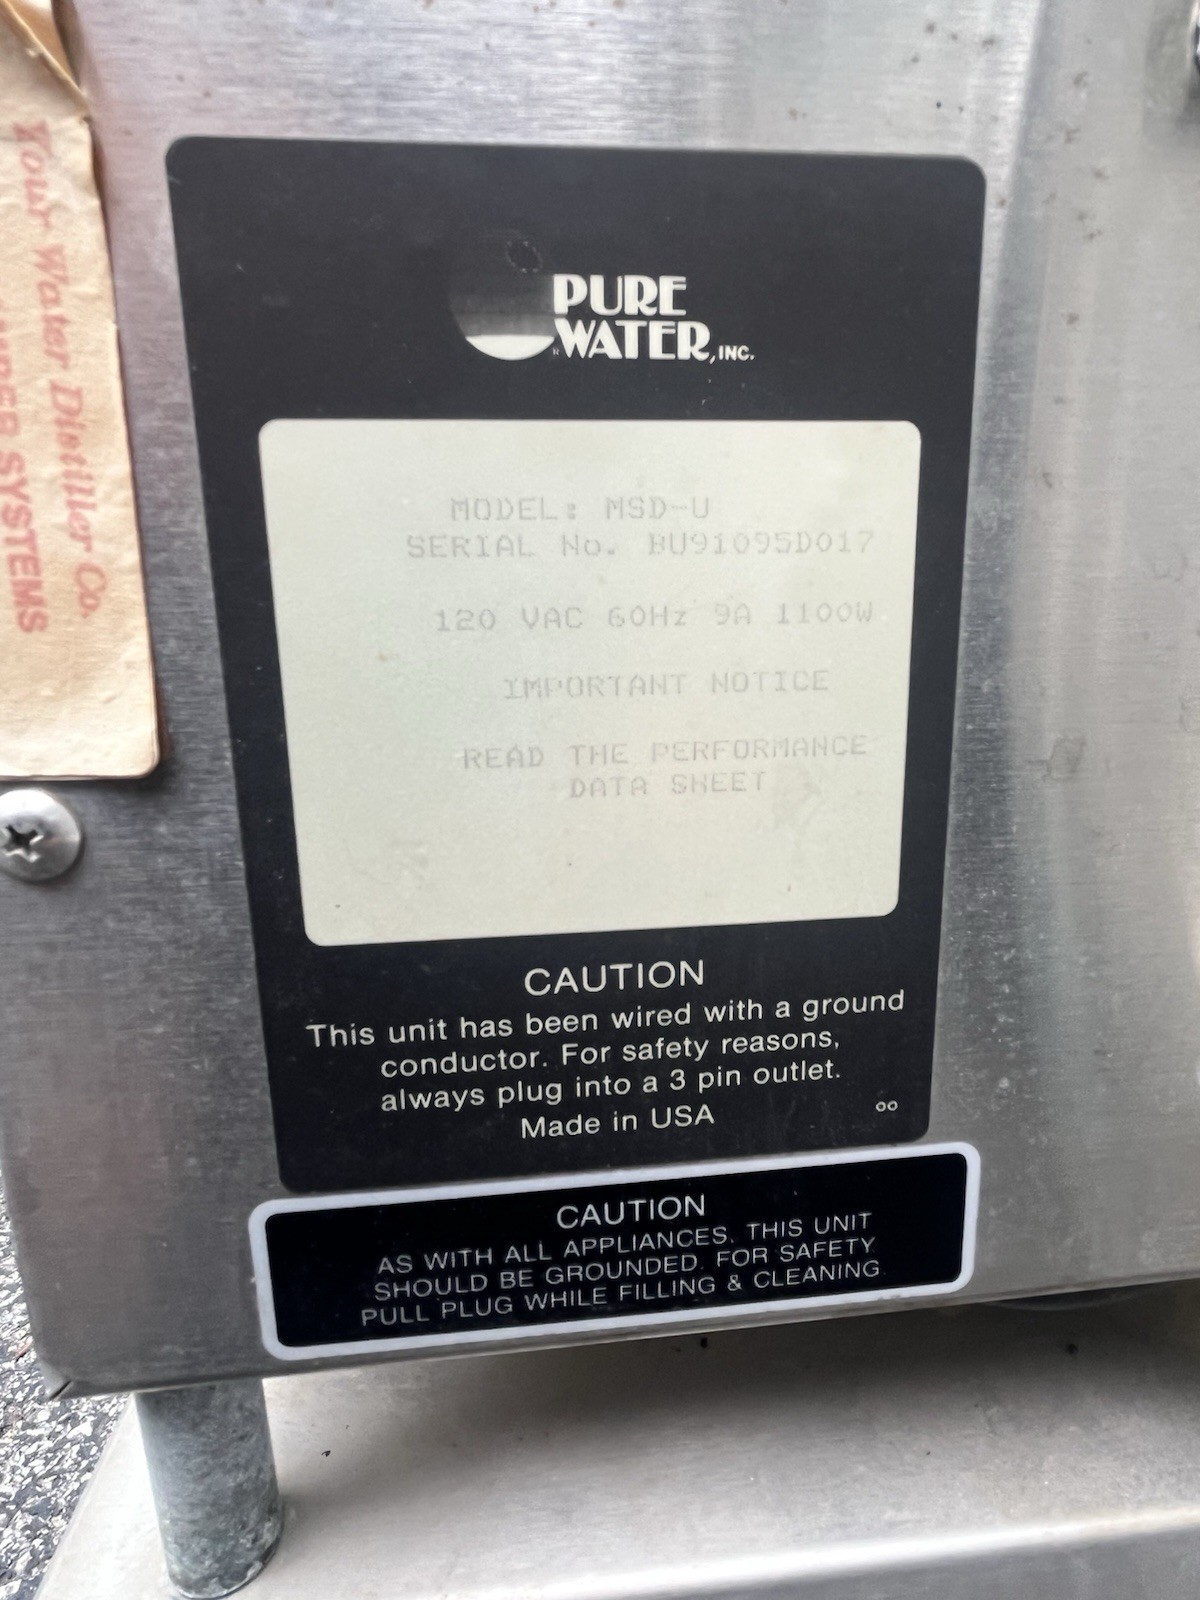 Your Water Distiller Co.
SYSTEMS
PURE
WATER, INC.
MODEL: MSD-U
SERIAL No. BU91095D017
120 VAC 60Hz 9A 1100W
IMPORTANT NOTICE
READ THE PERFORMANCE
DATA SHEET
CAUTION
This unit has been wired with a ground
conductor. For safety reasons,
always plug into a 3 pin outlet.
Made in USA
oo
CAUTION
AS WITH ALL APPLIANCES, THIS UNIT
SHOULD BE GROUNDED. FOR SAFETY
PULL PLUG WHILE FILLING & CLEANING